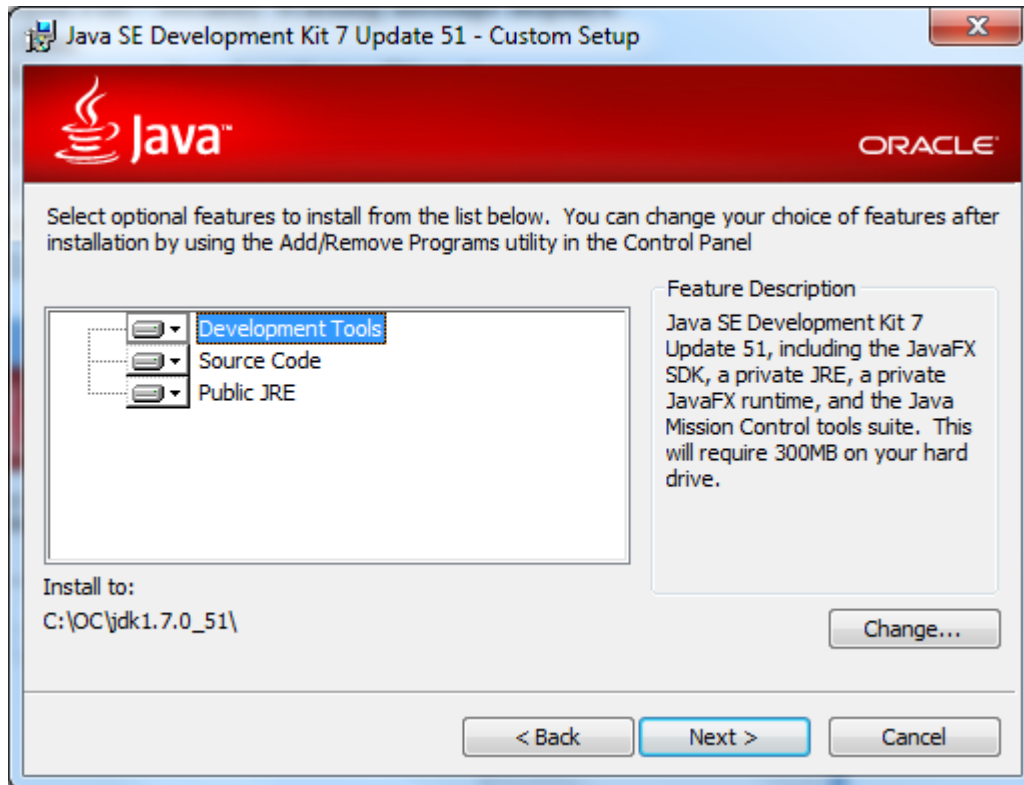 Java SE Development Kit 7 Update 51 - Custom Setup
Java™
ORACLE
Select optional features to install from the list below.  You can change your choice of features after
installation by using the Add/Remove Programs utility in the Control Panel
Development Tools
Source Code
Public JRE
Feature Description
Java SE Development Kit 7
Update 51, including the JavaFX
SDK, a private JRE, a private
JavaFX runtime, and the Java
Mission Control tools suite.  This
will require 300MB on your hard
drive.
Install to:
C:\OC\jdk1.7.0_51\
Change...
< Back
Next >
Cancel